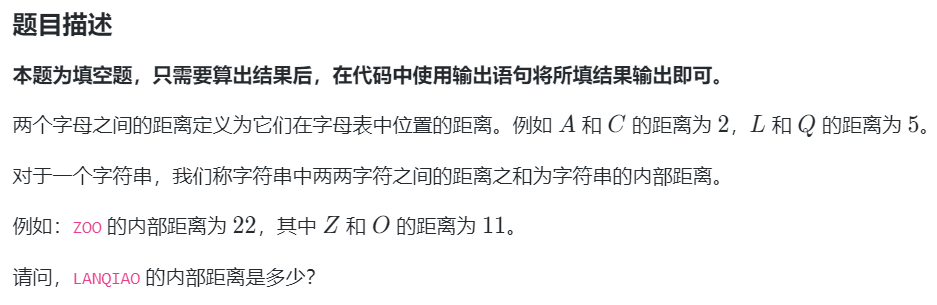 题目描述
本题为填空题，只需要算出结果后，在代码中使用输出语句将所填结果输出即可。
两个字母之间的距离定义为它们在字母表中位置的距离。例如 A 和 C 的距离为 2，L 和 Q 的距离为 5。
对于一个字符串，我们称字符串中两两字符之间的距离之和为字符串的内部距离。
例如：ZOO 的内部距离为 22，其中 Z 和 O 的距离为 11。
请问，LANQIAO 的内部距离是多少？